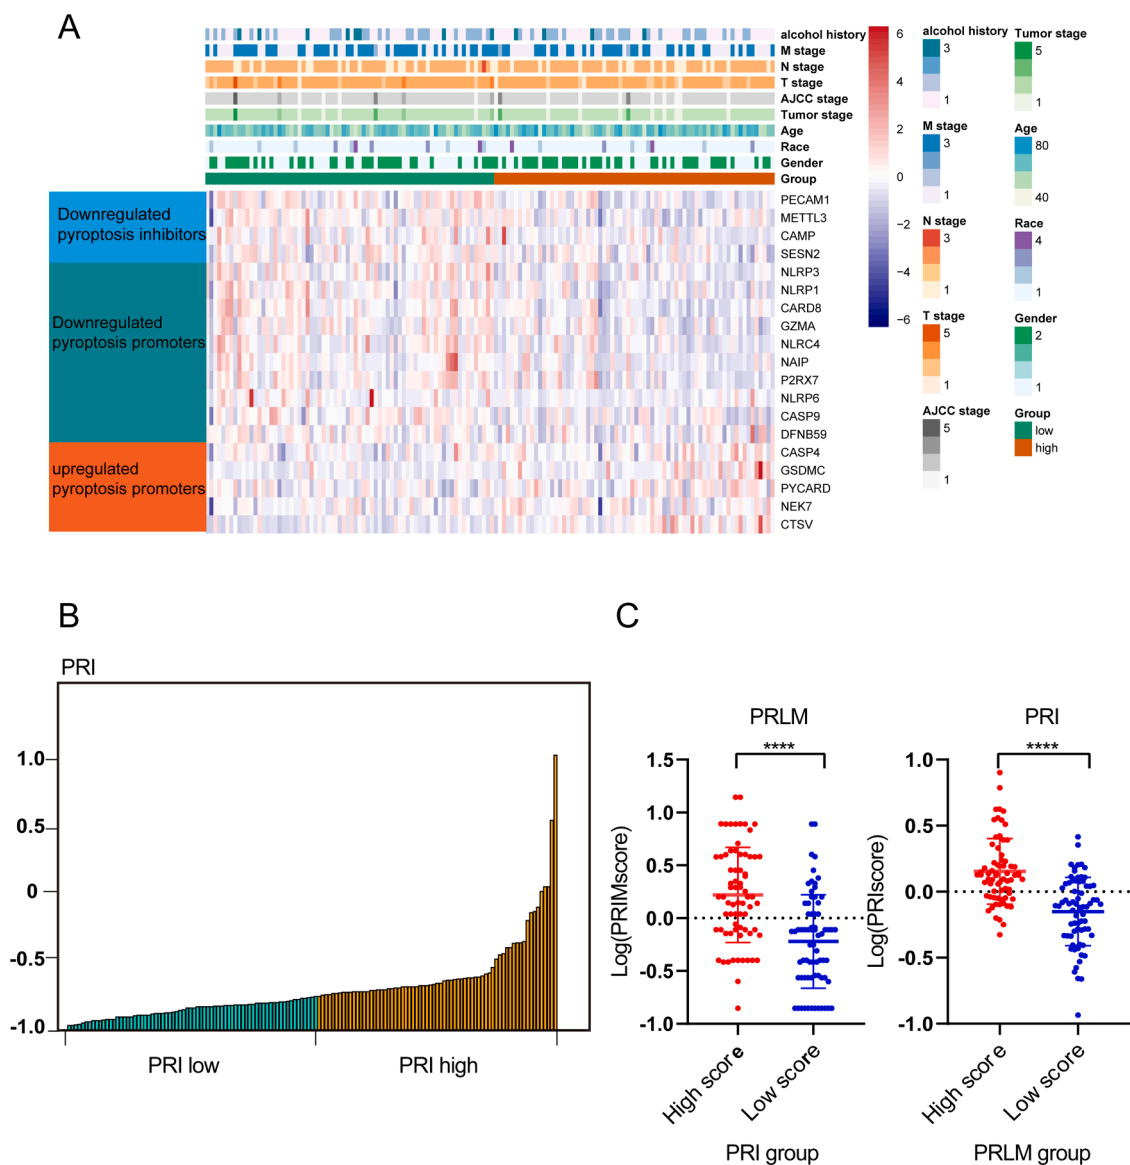 A
alcohol history
M stage
N stage
T stage
AJCC stage
Tumor stage
Age
Race
Gender
Group
Downregulated
pyroptosis inhibitors
Downregulated
pyroptosis promoters
upregulated
pyroptosis promoters
PECAM1
METTL3
CAMP
SESN2
NLRP3
NLRP1
CARD8
GZMA
NLRC4
NAIP
P2RX7
NLRP6
CASP9
DFNB59
CASP4
GSDMC
PYCARD
NEK7
CTSV
6
4
2
0
−2
−4
−6
alcohol history
3
1
M stage
3
1
N stage
3
1
T stage
5
1
AJCC stage
5
1
Tumor stage
5
1
Age
80
40
Race
4
1
Gender
2
1
Group
low
high
B
PRI
1.0
0.5
0
-0.5
-1.0
PRI low
PRI high
C
PRLM
****
1.5
1.0
0.5
0.0
-0.5
-1.0
Log(PRIMscore)
High score
Low score
PRI group
PRI
****
1.0
0.5
0.0
-0.5
-1.0
Log(PRIscore)
High score
Low score
PRLM group